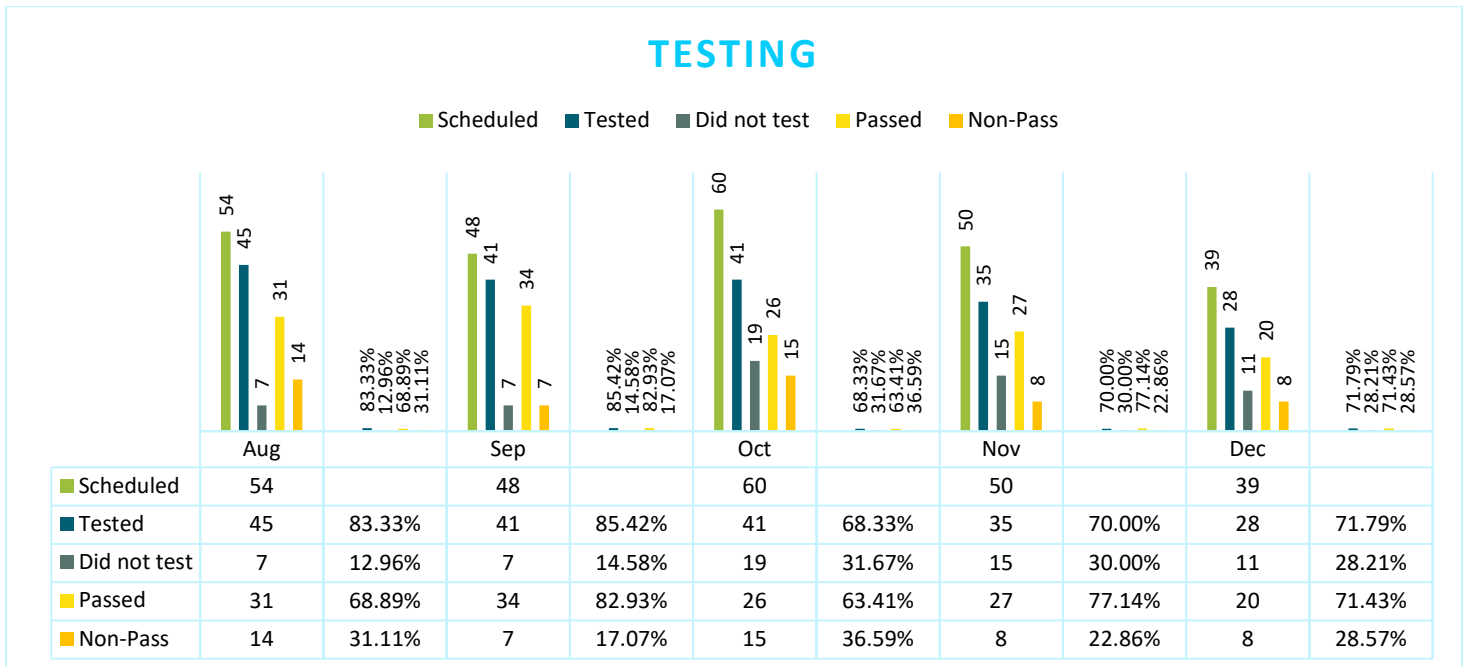 TESTING
Scheduled Tested Did not test Passed Non-Pass
54 45 7 31 14
83.33% 12.96% 68.89% 31.11%
48 41 7 34 7
85.42% 14.58% 82.93% 17.07%
60 41 19 26 15
68.33% 31.67% 63.41% 36.59%
50 35 15 27 8
70.00% 30.00% 77.14% 22.86%
39 28 11 20 8
71.79% 28.21% 71.43% 28.57%
Aug Sep Oct Nov Dec
Scheduled 54 48 60 50 39
Tested 45 83.33% 41 85.42% 41 68.33% 35 70.00% 28 71.79%
Did not test 7 12.96% 7 14.58% 19 31.67% 15 30.00% 11 28.21%
Passed 31 68.89% 34 82.93% 26 63.41% 27 77.14% 20 71.43%
Non-Pass 14 31.11% 7 17.07% 15 36.59% 8 22.86% 8 28.57%